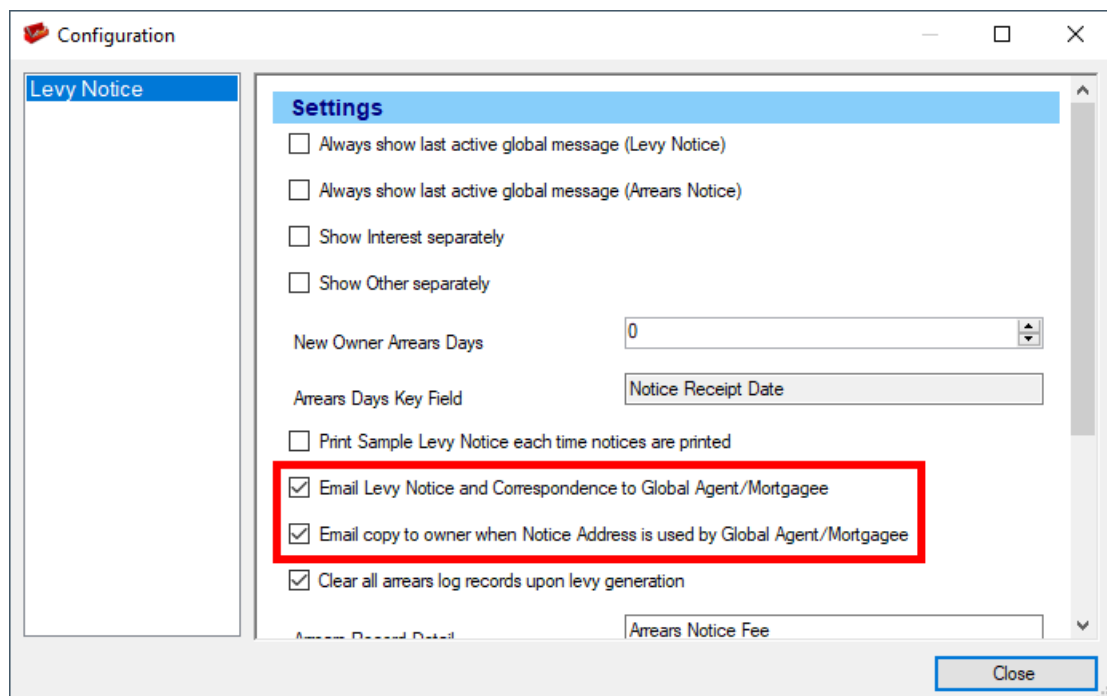 Configuration
Levy Notice
Settings
Always show last active global message (Levy Notice)
Always show last active global message (Arrears Notice)
Show Interest separately
Show Other separately
New Owner Arrears Days
0
Arrears Days Key Field
Notice Receipt Date
Print Sample Levy Notice each time notices are printed
Email Levy Notice and Correspondence to Global Agent/Mortgagee
Email copy to owner when Notice Address is used by Global Agent/Mortgagee
Clear all arrears log records upon levy generation
Arrears Record Detail
Arrears Notice Fee
Close